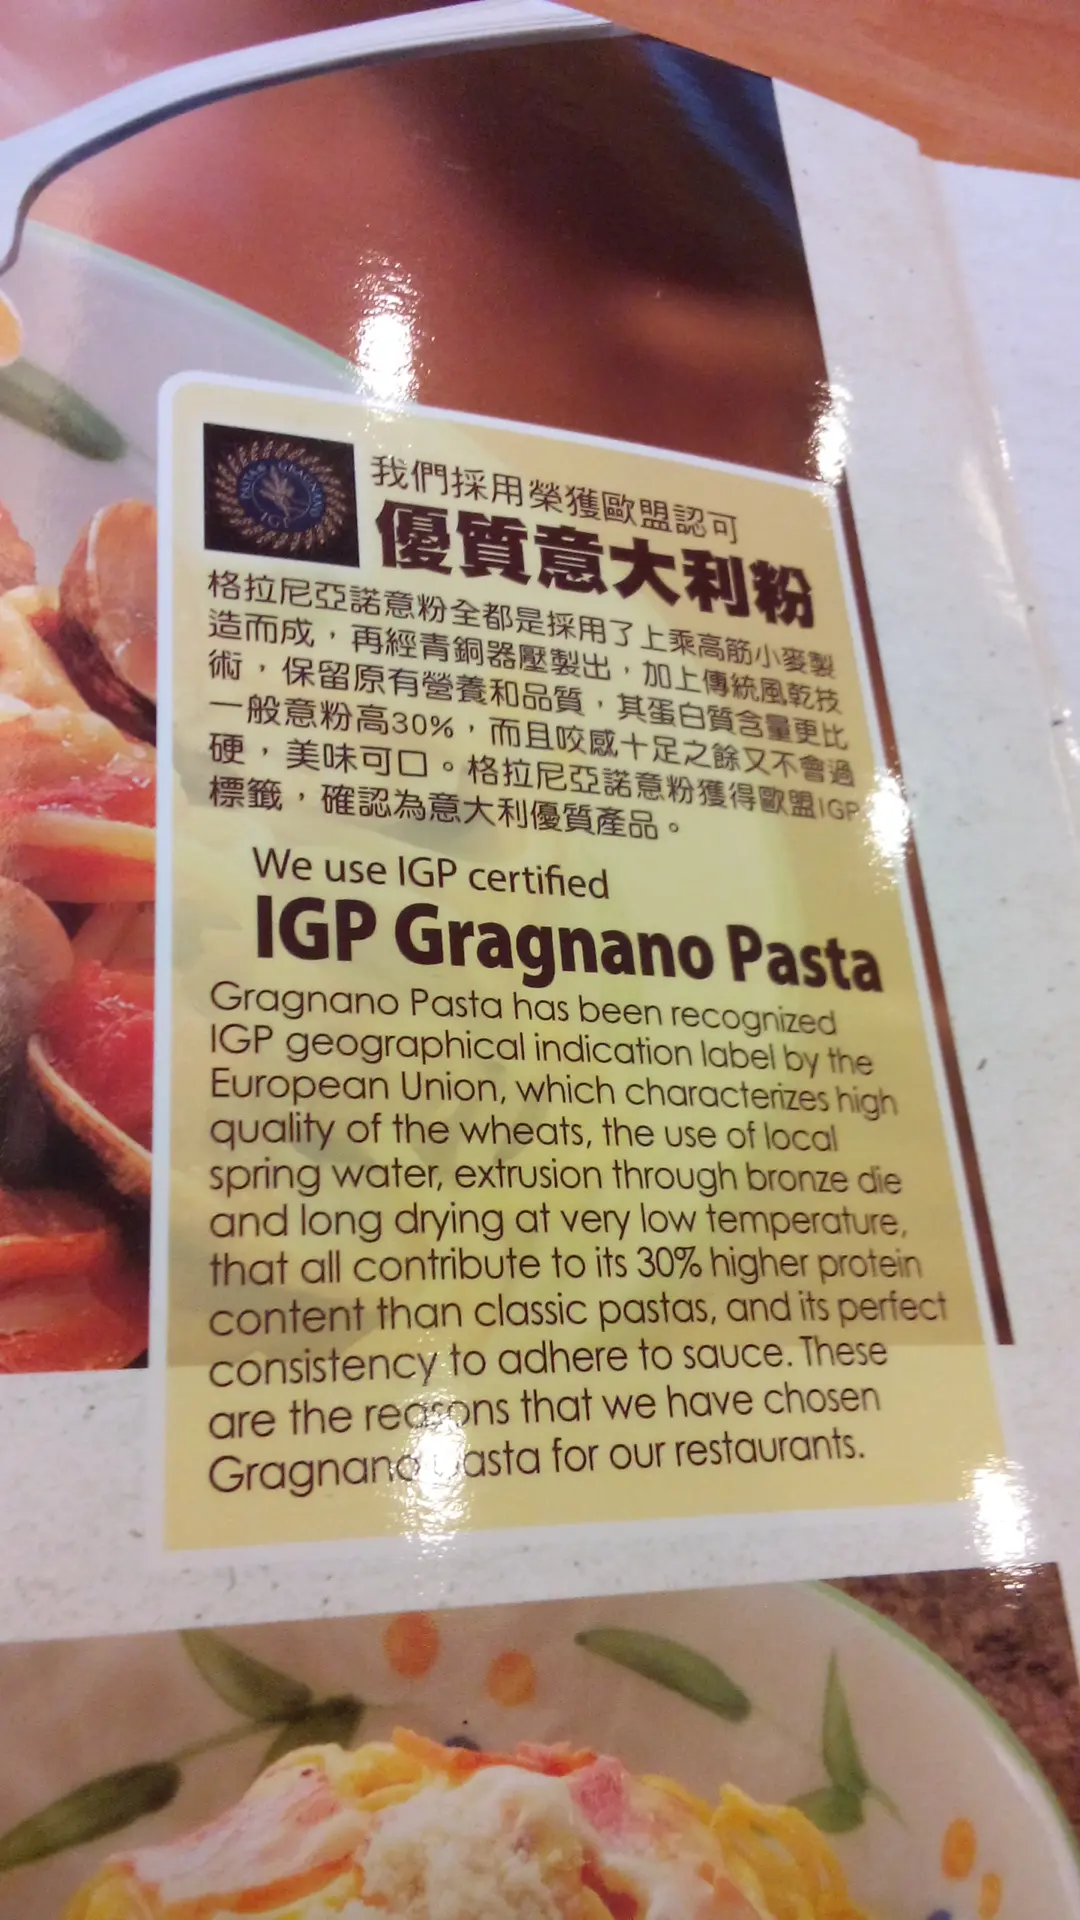 PASTA DI GRAGNANO
IGP
我們採用榮獲歐盟認可
優質意大利粉
格拉尼亞諾意粉全都是採用了上乘高筋小麥製
造而成，再經青銅器壓製出，加上傳統風乾技
術，保留原有營養和品質，其蛋白質含量更比
一般意粉高30%，而且咬感十足之餘又不會過
硬，美味可口。格拉尼亞諾意粉獲得歐盟IGP
標籤，確認為意大利優質產品。
We use IGP certified
IGP Gragnano Pasta
Gragnano Pasta has been recognized
IGP geographical indication label by the
European Union, which characterizes high
quality of the wheats, the use of local
spring water, extrusion through bronze die
and long drying at very low temperature,
that all contribute to its 30% higher protein
content than classic pastas, and its perfect
consistency to adhere to sauce. These
are the reasons that we have chosen
Gragnano Pasta for our restaurants.